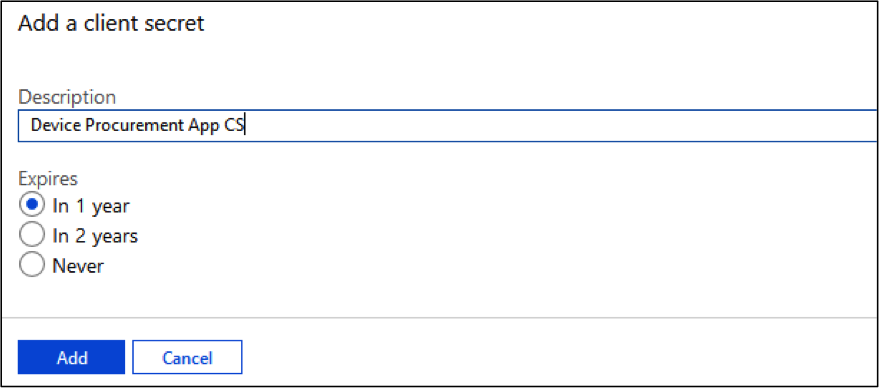 Add a client secret
Description
Device Procurement App CS
Expires
In 1 year
In 2 years
Never
Add
Cancel